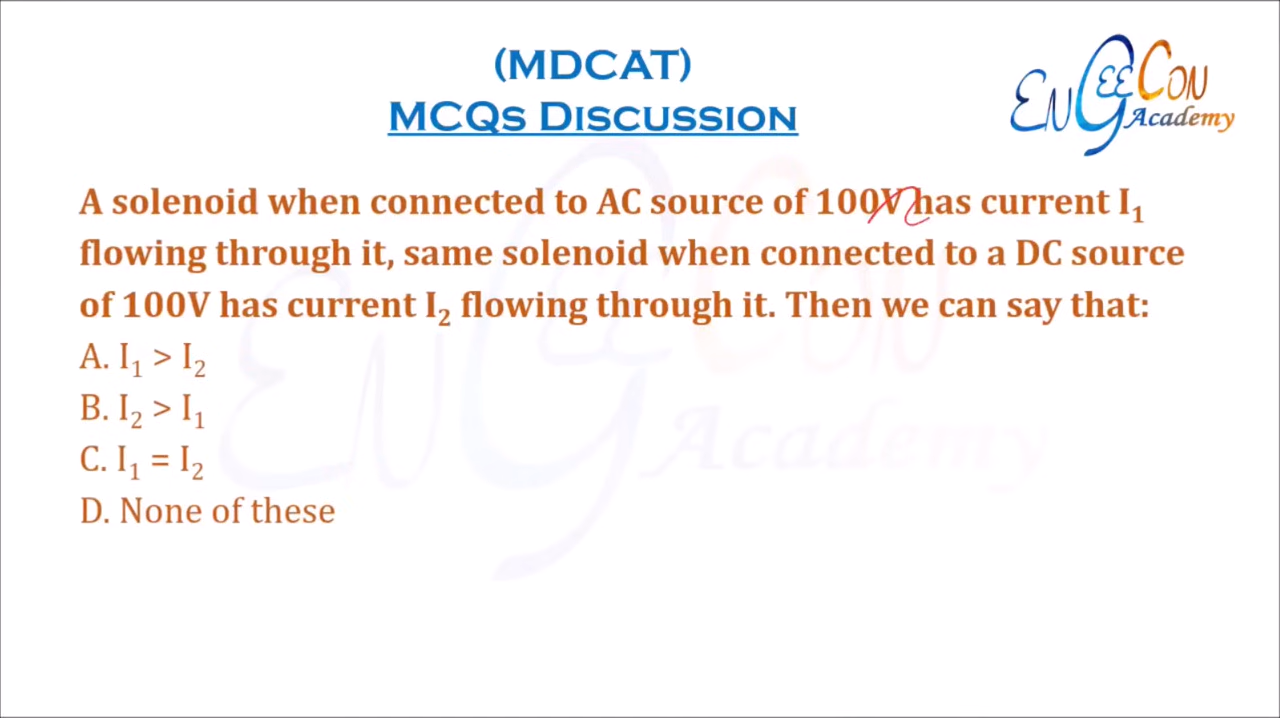 (MDCAT)
MCQs Discussion
EnGeeCon
Academy
A solenoid when connected to AC source of 100V has current I₁
flowing through it, same solenoid when connected to a DC source
of 100V has current I₂ flowing through it. Then we can say that:
A. I₁ > I₂
B. I₂ > I₁
C. I₁ = I₂
D. None of these